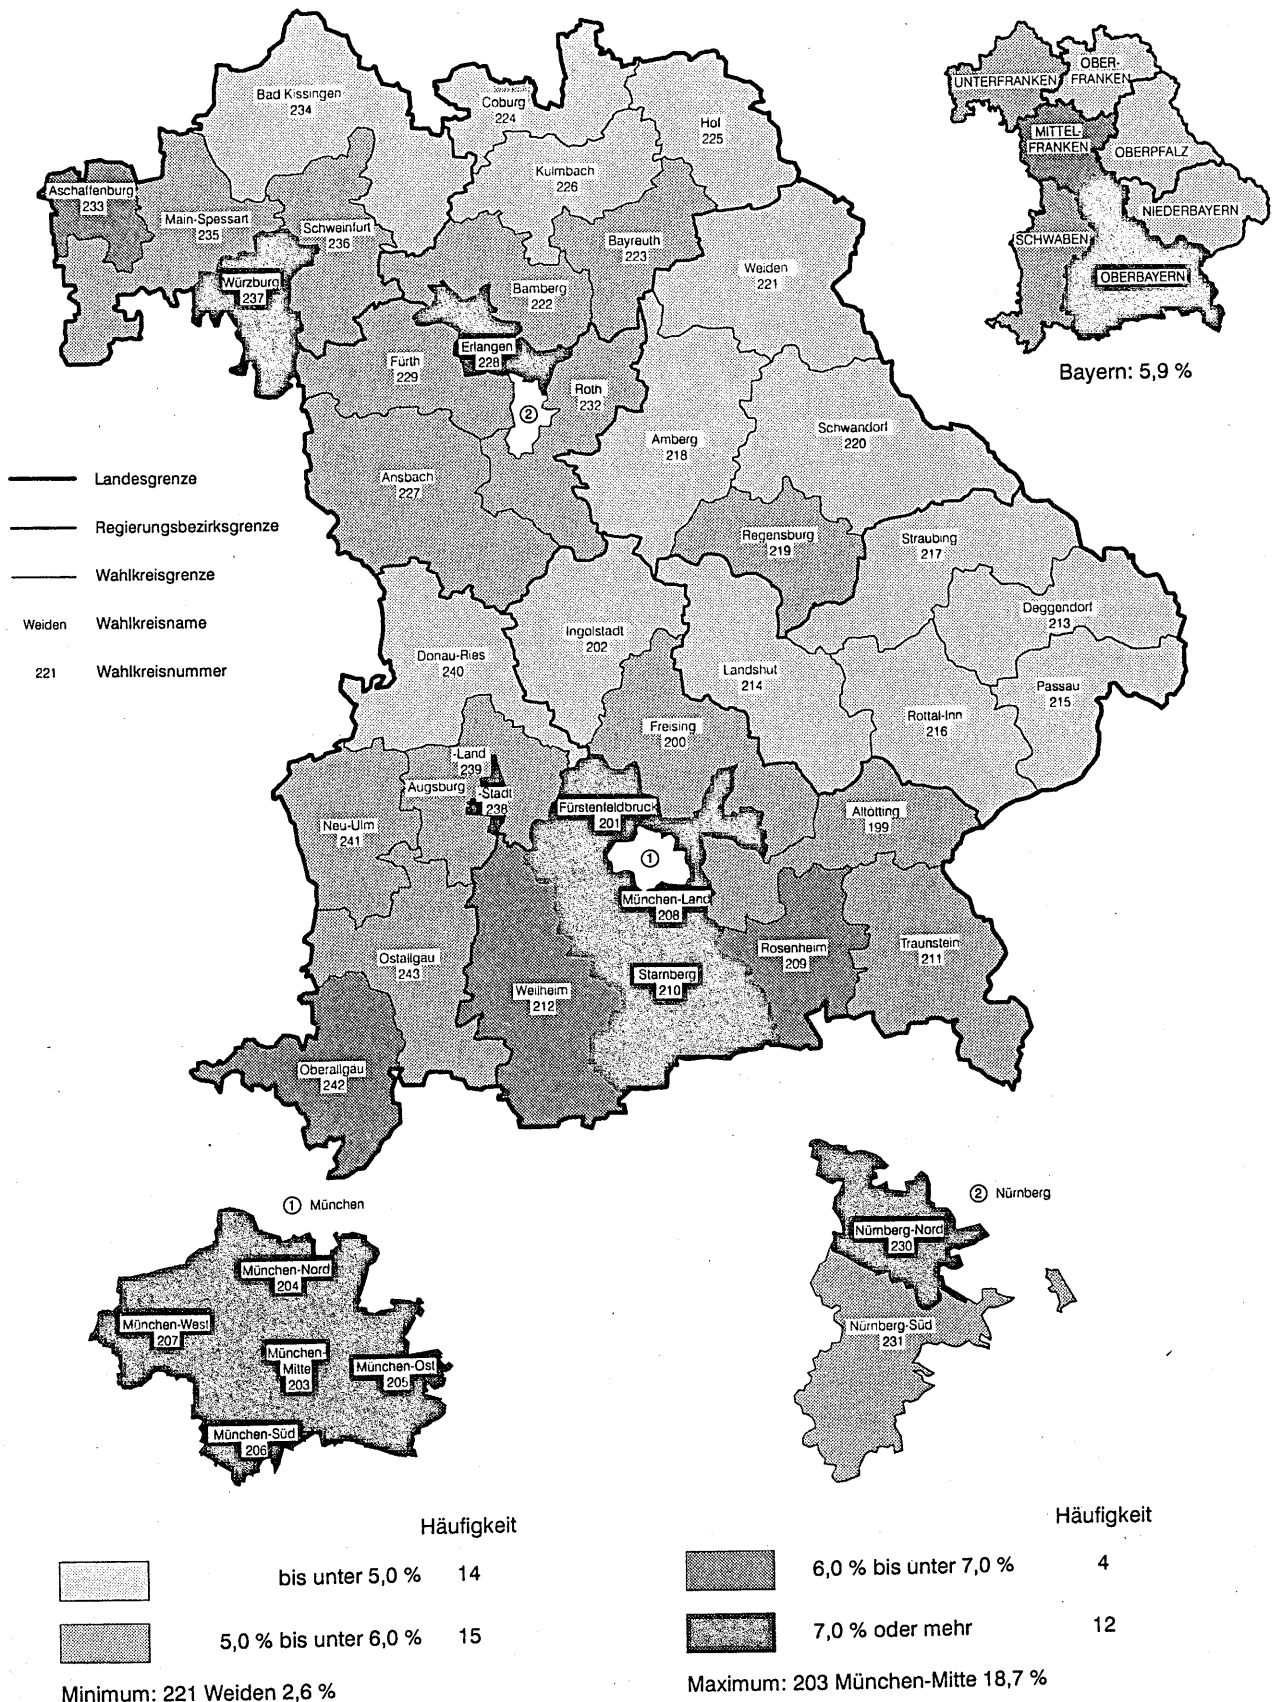 Bad Kissingen
234
Coburg
224
Hof
225
Kulmbach
226
Aschaffenburg
233
Main-Spessart
235
Schweinfurt
236
Bayreuth
223
Weiden
221
Würzburg
237
Bamberg
222
Erlangen
228
Fürth
229
Roth
232
②
Amberg
218
Schwandorf
220
Ansbach
227
Regensburg
219
Straubing
217
Deggendorf
213
Ingolstadt
202
Donau-Ries
240
Landshut
214
Passau
215
Rottal-Inn
216
Freising
200
-Land
239
Augsburg
-Stadt
238
Fürstenfeldbruck
201
Altötting
199
Neu-Ulm
241
①
München-Land
208
Rosenheim
209
Traunstein
211
Ostallgäu
243
Starnberg
210
Weilheim
212
Oberallgäu
242
UNTERFRANKEN
OBER-
FRANKEN
MITTEL-
FRANKEN
OBERPFALZ
NIEDERBAYERN
SCHWABEN
OBERBAYERN
Bayern: 5,9 %
Landesgrenze
Regierungsbezirksgrenze
Wahlkreisgrenze
Weiden Wahlkreisname
221 Wahlkreisnummer
① München
München-Nord
204
München-West
207
München-
Mitte
203
München-Ost
205
München-Süd
206
② Nürnberg
Nürnberg-Nord
230
Nürnberg-Süd
231
Häufigkeit
bis unter 5,0 % 14
5,0 % bis unter 6,0 % 15
Minimum: 221 Weiden 2,6 %
Häufigkeit
6,0 % bis unter 7,0 % 4
7,0 % oder mehr 12
Maximum: 203 München-Mitte 18,7 %